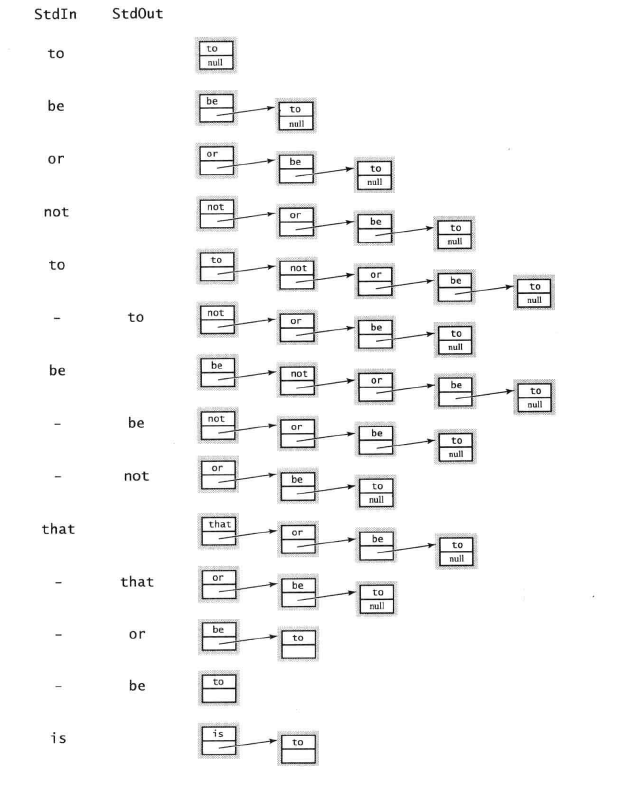 StdIn StdOut
to to
null
be be to
null
or or be to
null
not not or be to
null
to to not or be to
null
- to not or be to
null
be be not or be to
null
- be not or be to
null
- not or be to
null
that that or be to
null
- that or be to
null
- or be to
- be to
is is to